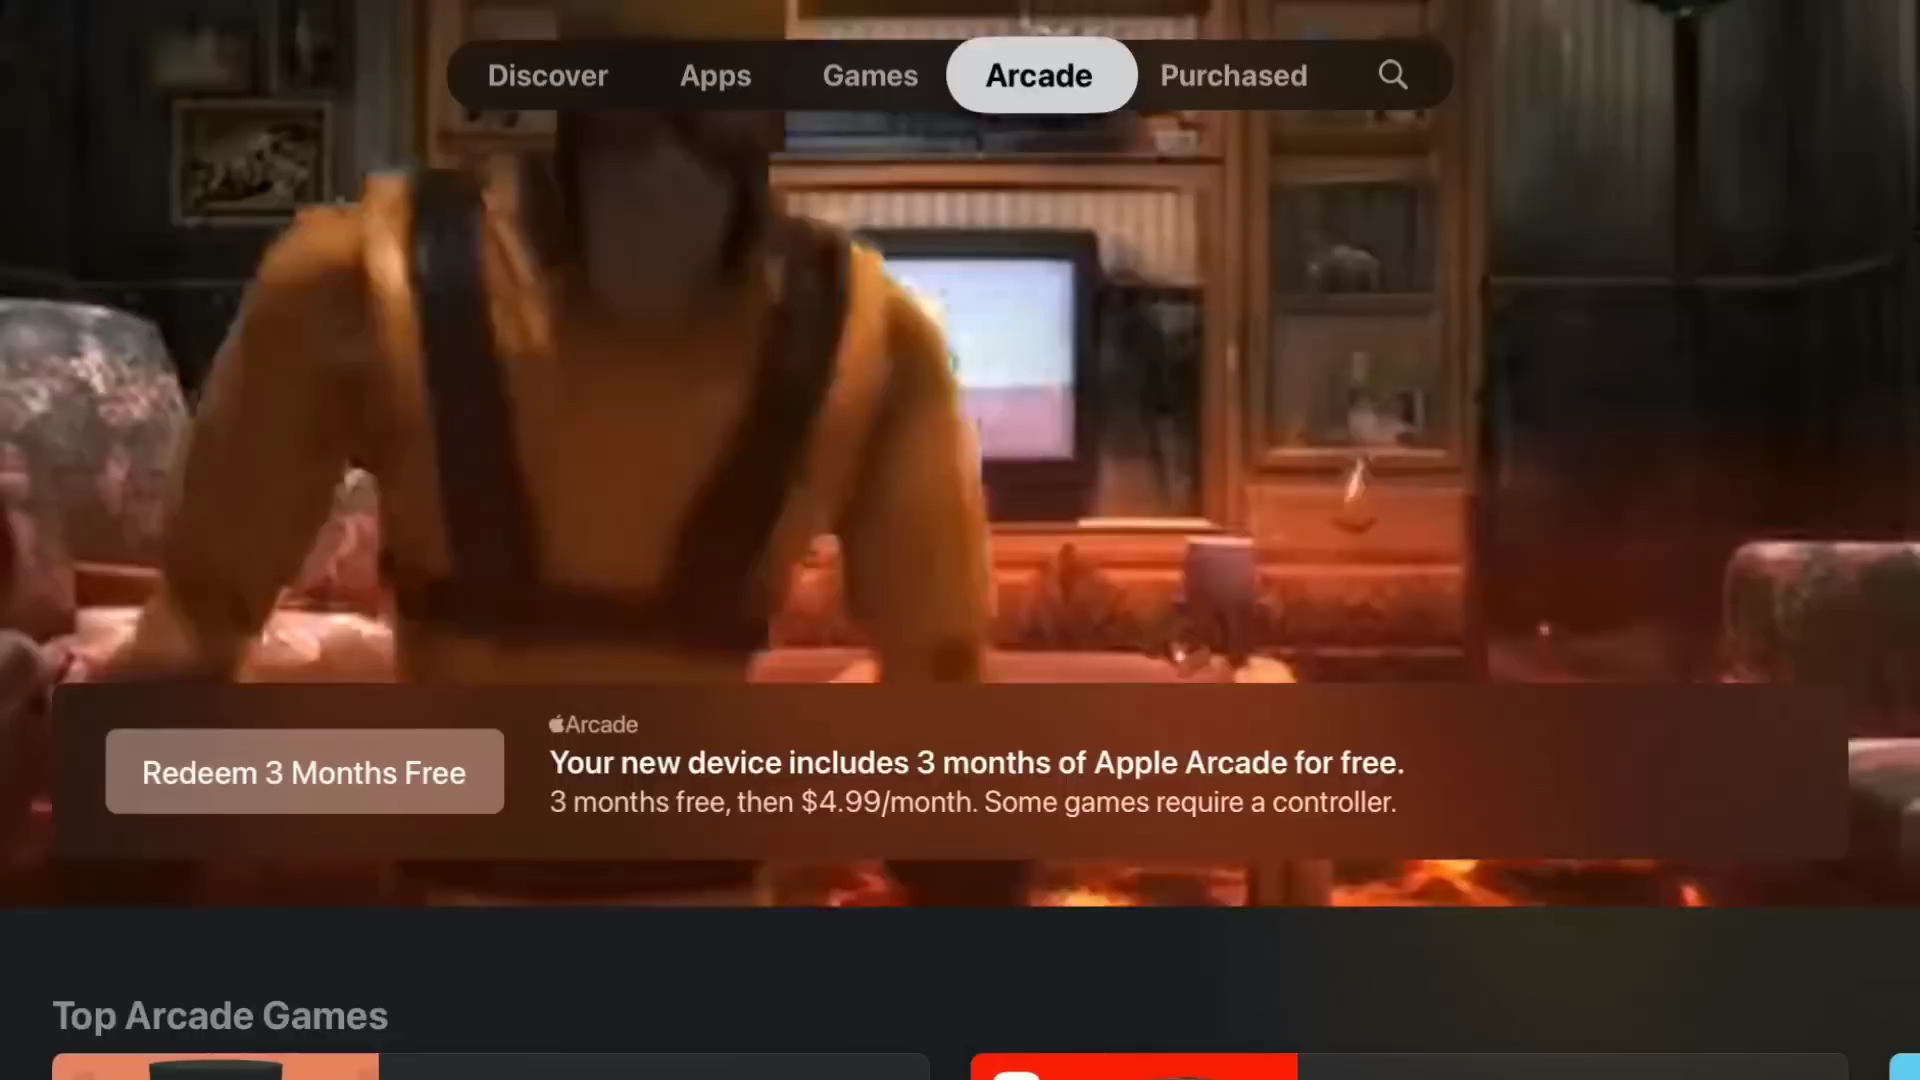 Discover Apps Games Arcade Purchased
Arcade
Redeem 3 Months Free
Your new device includes 3 months of Apple Arcade for free.
3 months free, then $4.99/month. Some games require a controller.
Top Arcade Games